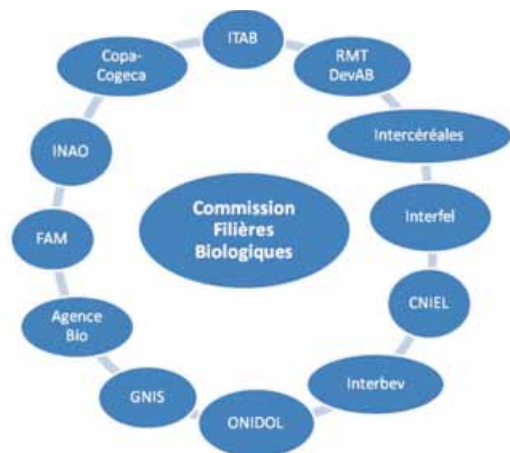 ITAB
RMT
DevAB
Intercéréales
Interfel
CNIEL
Interbev
ONIDOL
GNIS
Agence
Bio
FAM
INAO
Copa-
Cogeca
Commission
Filières
Biologiques